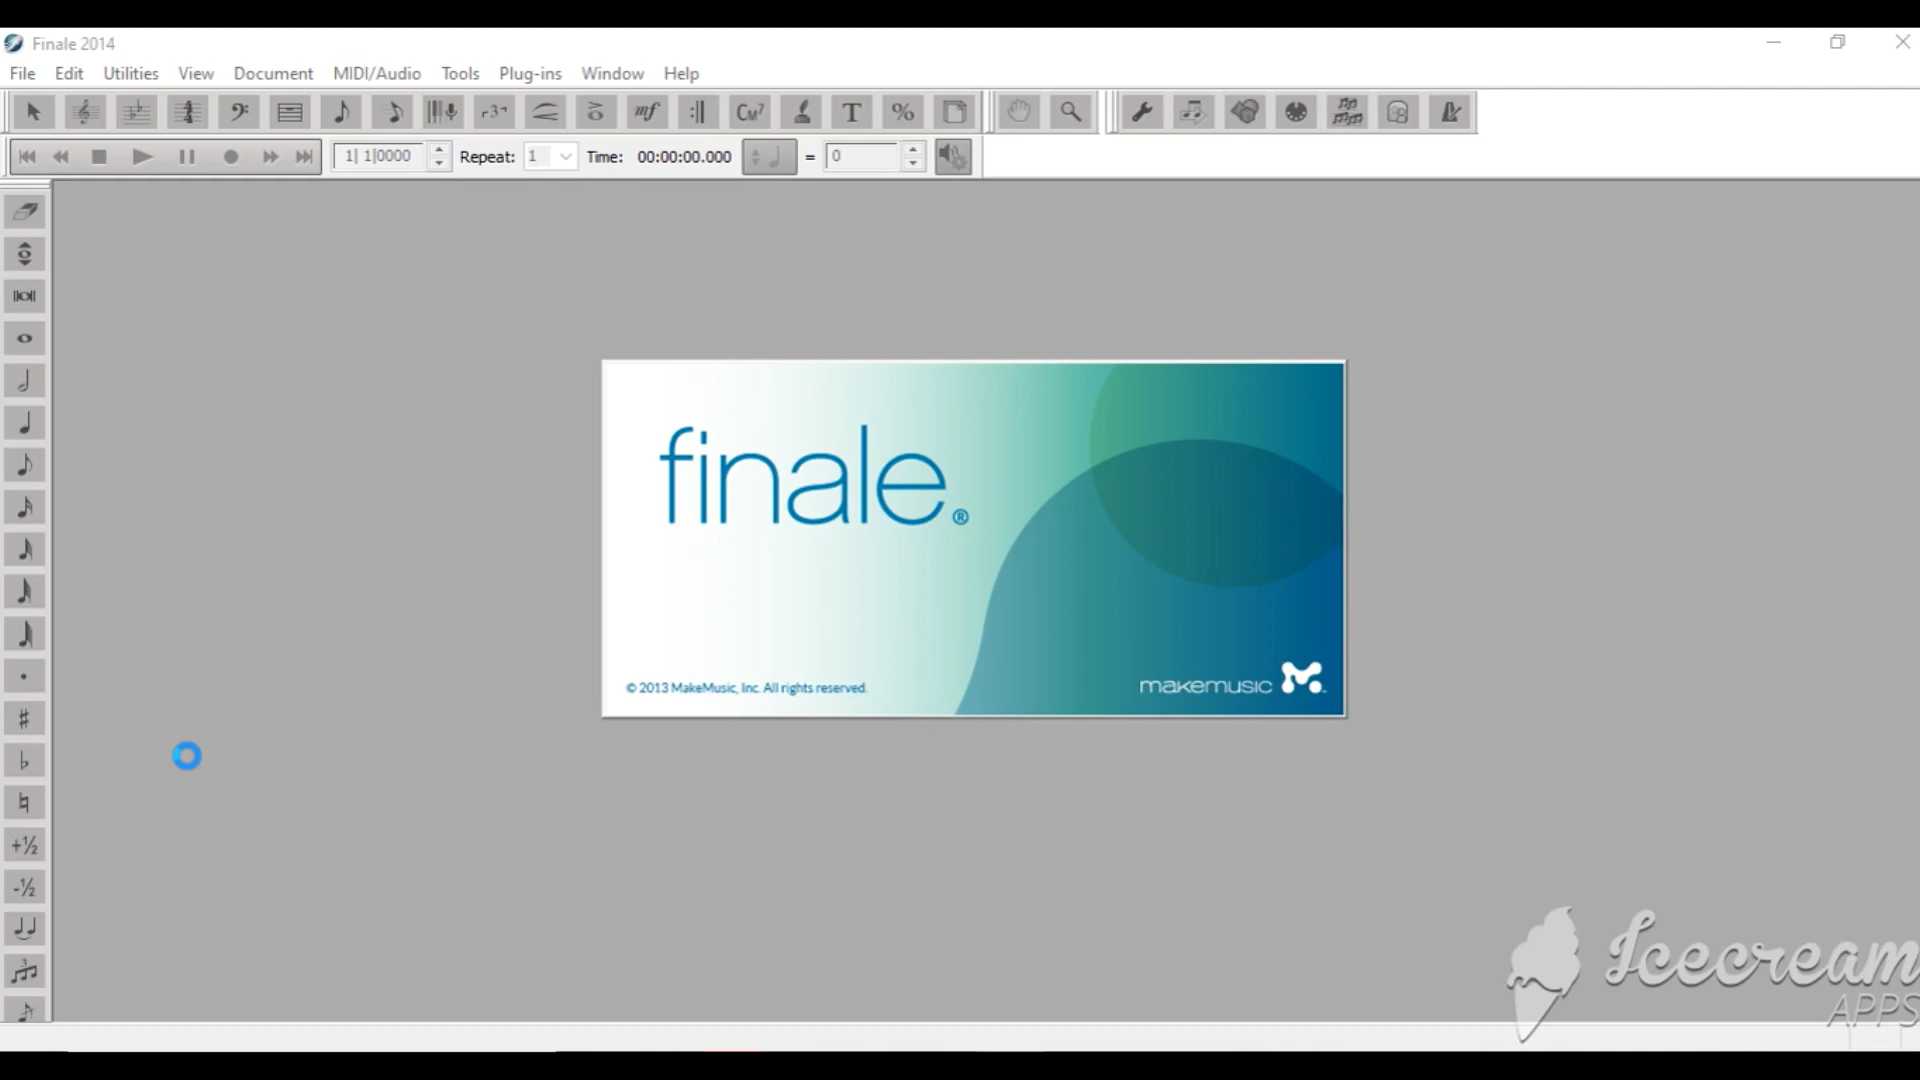 Finale 2014
File Edit Utilities View Document MIDI/Audio Tools Plug-ins Window Help
3 mf CM7 T %
1| 1|0000 Repeat: 1 Time: 00:00:00.000 = 0
finale®
© 2013 MakeMusic, Inc. All rights reserved.
makemusic
+½
-½
Icecream
APPS